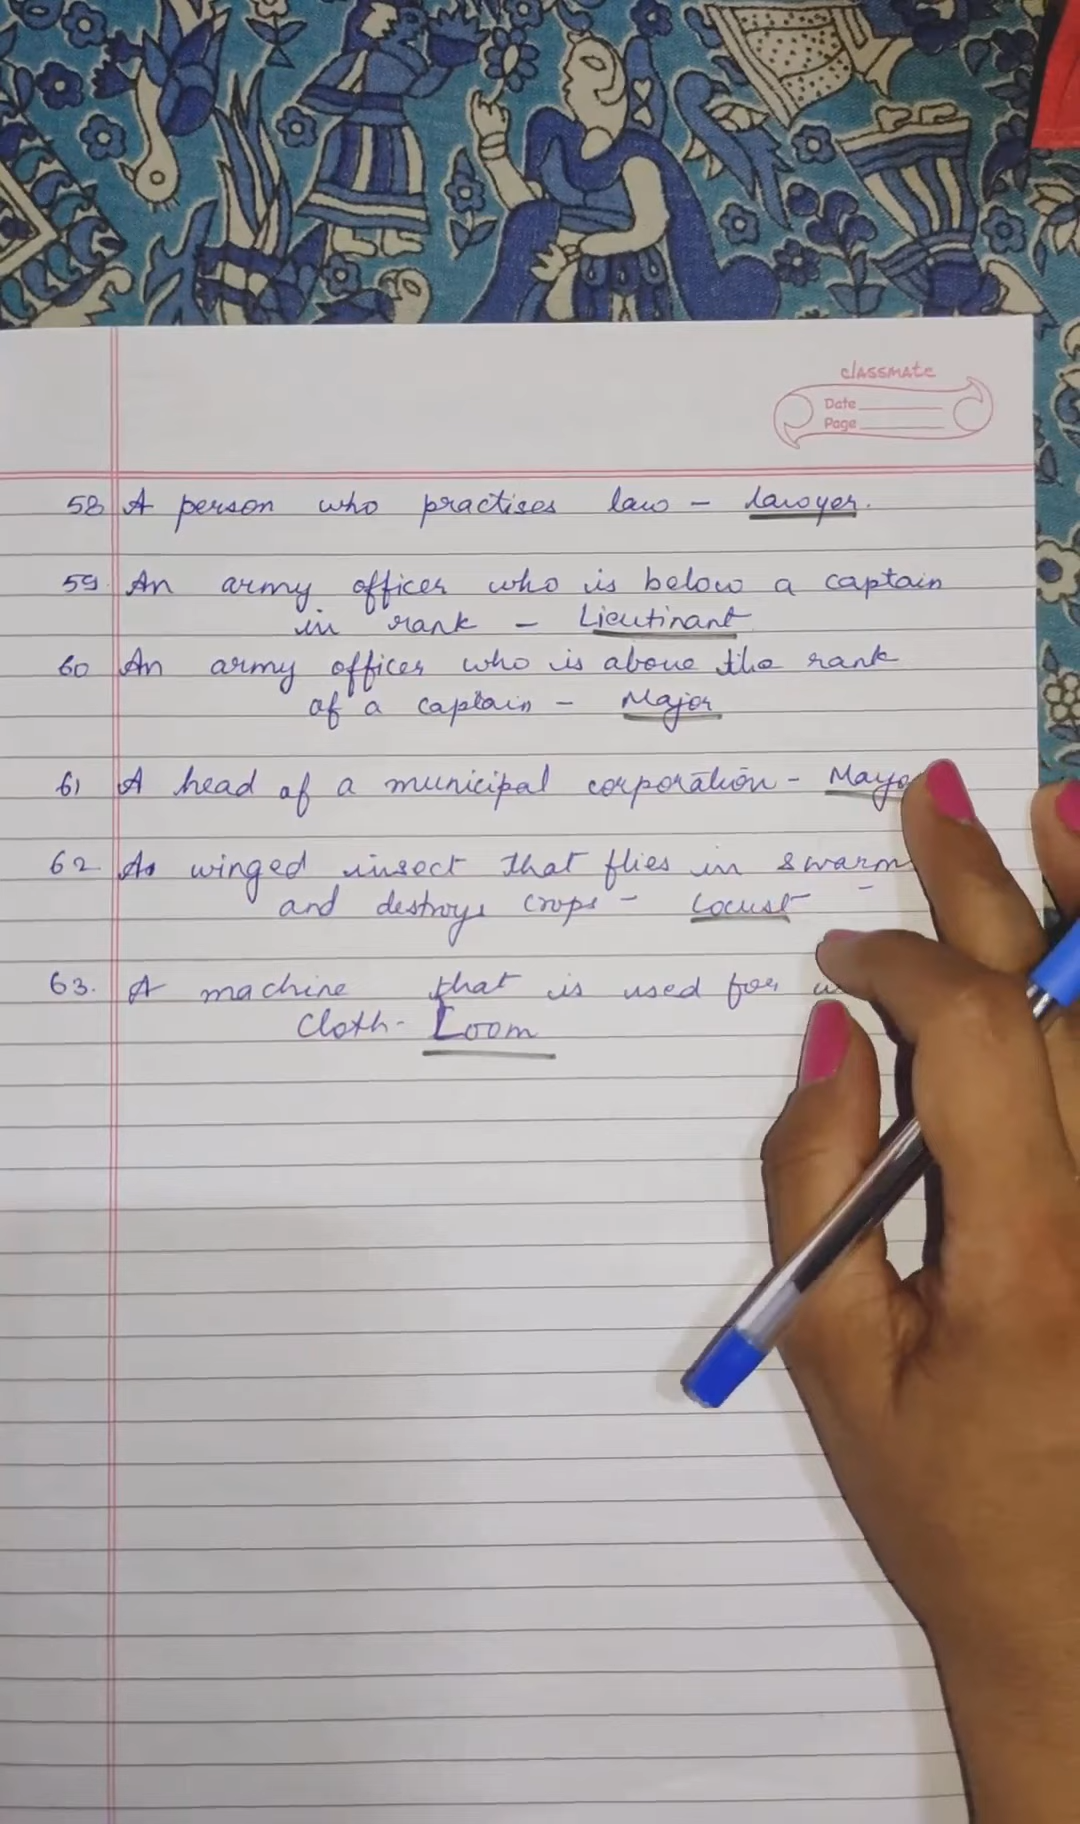 classmate
Date
Page
58 A person who practises law - Lawyer.
59. An army officer who is below a captain
in rank - Lieutinant
60 An army officer who is above the rank
of a captain - Major
61 A head of a municipal corporation - Mayo
62 A winged insect that flies in swarm
and destroys crops - Locust
63. A machine that is used for
Cloth - Loom